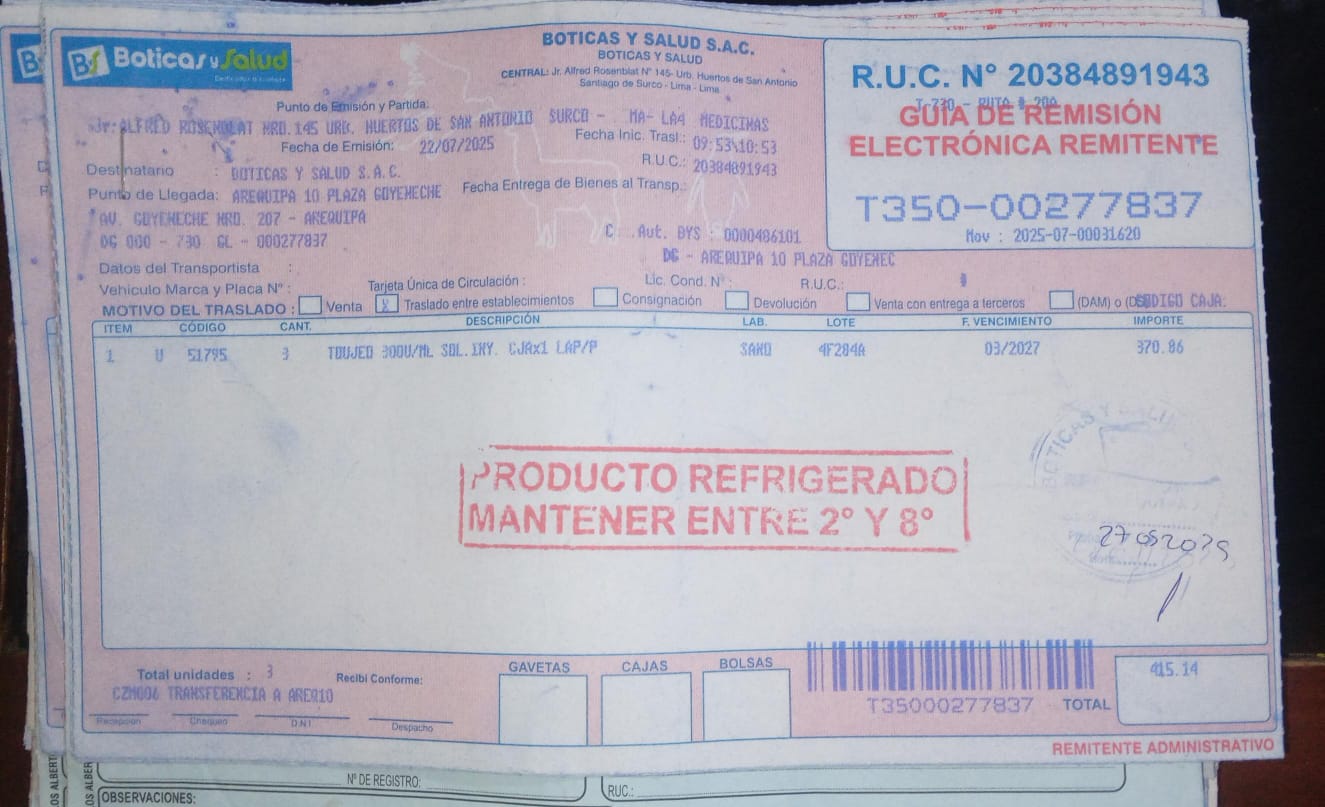 Boticas y Salud
BOTICAS Y SALUD S.A.C.
BOTICAS Y SALUD
CENTRAL: Jr. Alfred Rosenblat N° 145- Urb. Huertos de San Antonio
Santiago de Surco - Lima - Lima
R.U.C. N° 20384891943
T-730 - RUTA # 20A
GUÍA DE REMISIÓN
ELECTRÓNICA REMITENTE
T350-00277837
Mov : 2025-07-00031620
Punto de Emisión y Partida:
Jr:ALFRED ROSENBLAT NRO.145 URB. HUERTOS DE SAN ANTONIO SURCO - MA- LA4 MEDICINAS
Fecha de Emisión: 22/07/2025
Fecha Inic. Trasl.: 09:53\10:53
R.U.C.: 20384891943
Destinatario : BOTICAS Y SALUD S.A.C.
Punto de Llegada: AREQUIPA 10 PLAZA GOYENECHE
Fecha Entrega de Bienes al Transp.:
AV. GOYENECHE NRO. 207 - AREQUIPA
DG 000 - 730 GL - 000277837
C. .Aut. BYS : 0000486101
DG - AREQUIPA 10 PLAZA GOYENEC
Datos del Transportista :
Vehiculo Marca y Placa N° :
Tarjeta Única de Circulación :
Lic. Cond. N° :
R.U.C.:
MOTIVO DEL TRASLADO : Venta X Traslado entre establecimientos Consignación Devolución Venta con entrega a terceros (DAM) o CODIGO CAJA:
ITEM CÓDIGO CANT. DESCRIPCIÓN LAB. LOTE F. VENCIMIENTO IMPORTE
1 U 51795 3 TOUJEO 300U/ML SOL.INY. CJAx1 LAP/P SANO 4F284A 03/2027 370.86
PRODUCTO REFRIGERADO
MANTENER ENTRE 2° Y 8°
BOTICAS Y SALU
Total unidades : 3
Recibí Conforme:
CZM006 TRANSFERENCIA A AREQ10
Recepción Chequeo D.N.I Despacho
GAVETAS CAJAS BOLSAS
T35000277837
TOTAL 415.14
REMITENTE ADMINISTRATIVO
N° DE REGISTRO:
RUC.:
OBSERVACIONES: